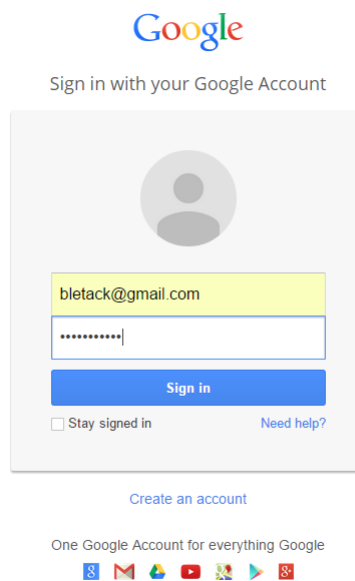 Google
Sign in with your Google Account
bletack@gmail.com
•••••••••••
Sign in
Stay signed in
Need help?
Create an account
One Google Account for everything Google